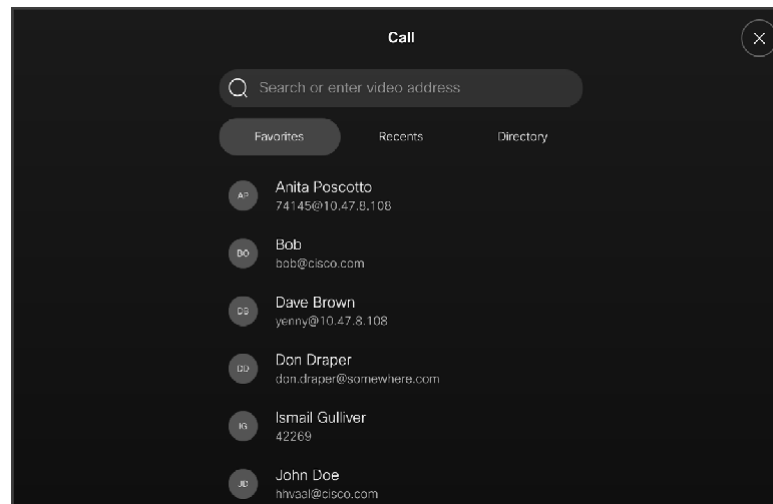 Call
Search or enter video address
Favorites Recents Directory
AP
Anita Poscotto
74145@10.47.8.108
BO
Bob
bob@cisco.com
DB
Dave Brown
yenny@10.47.8.108
DD
Don Draper
don.draper@somewhere.com
IG
Ismail Gulliver
42269
JD
John Doe
hhvaal@cisco.com